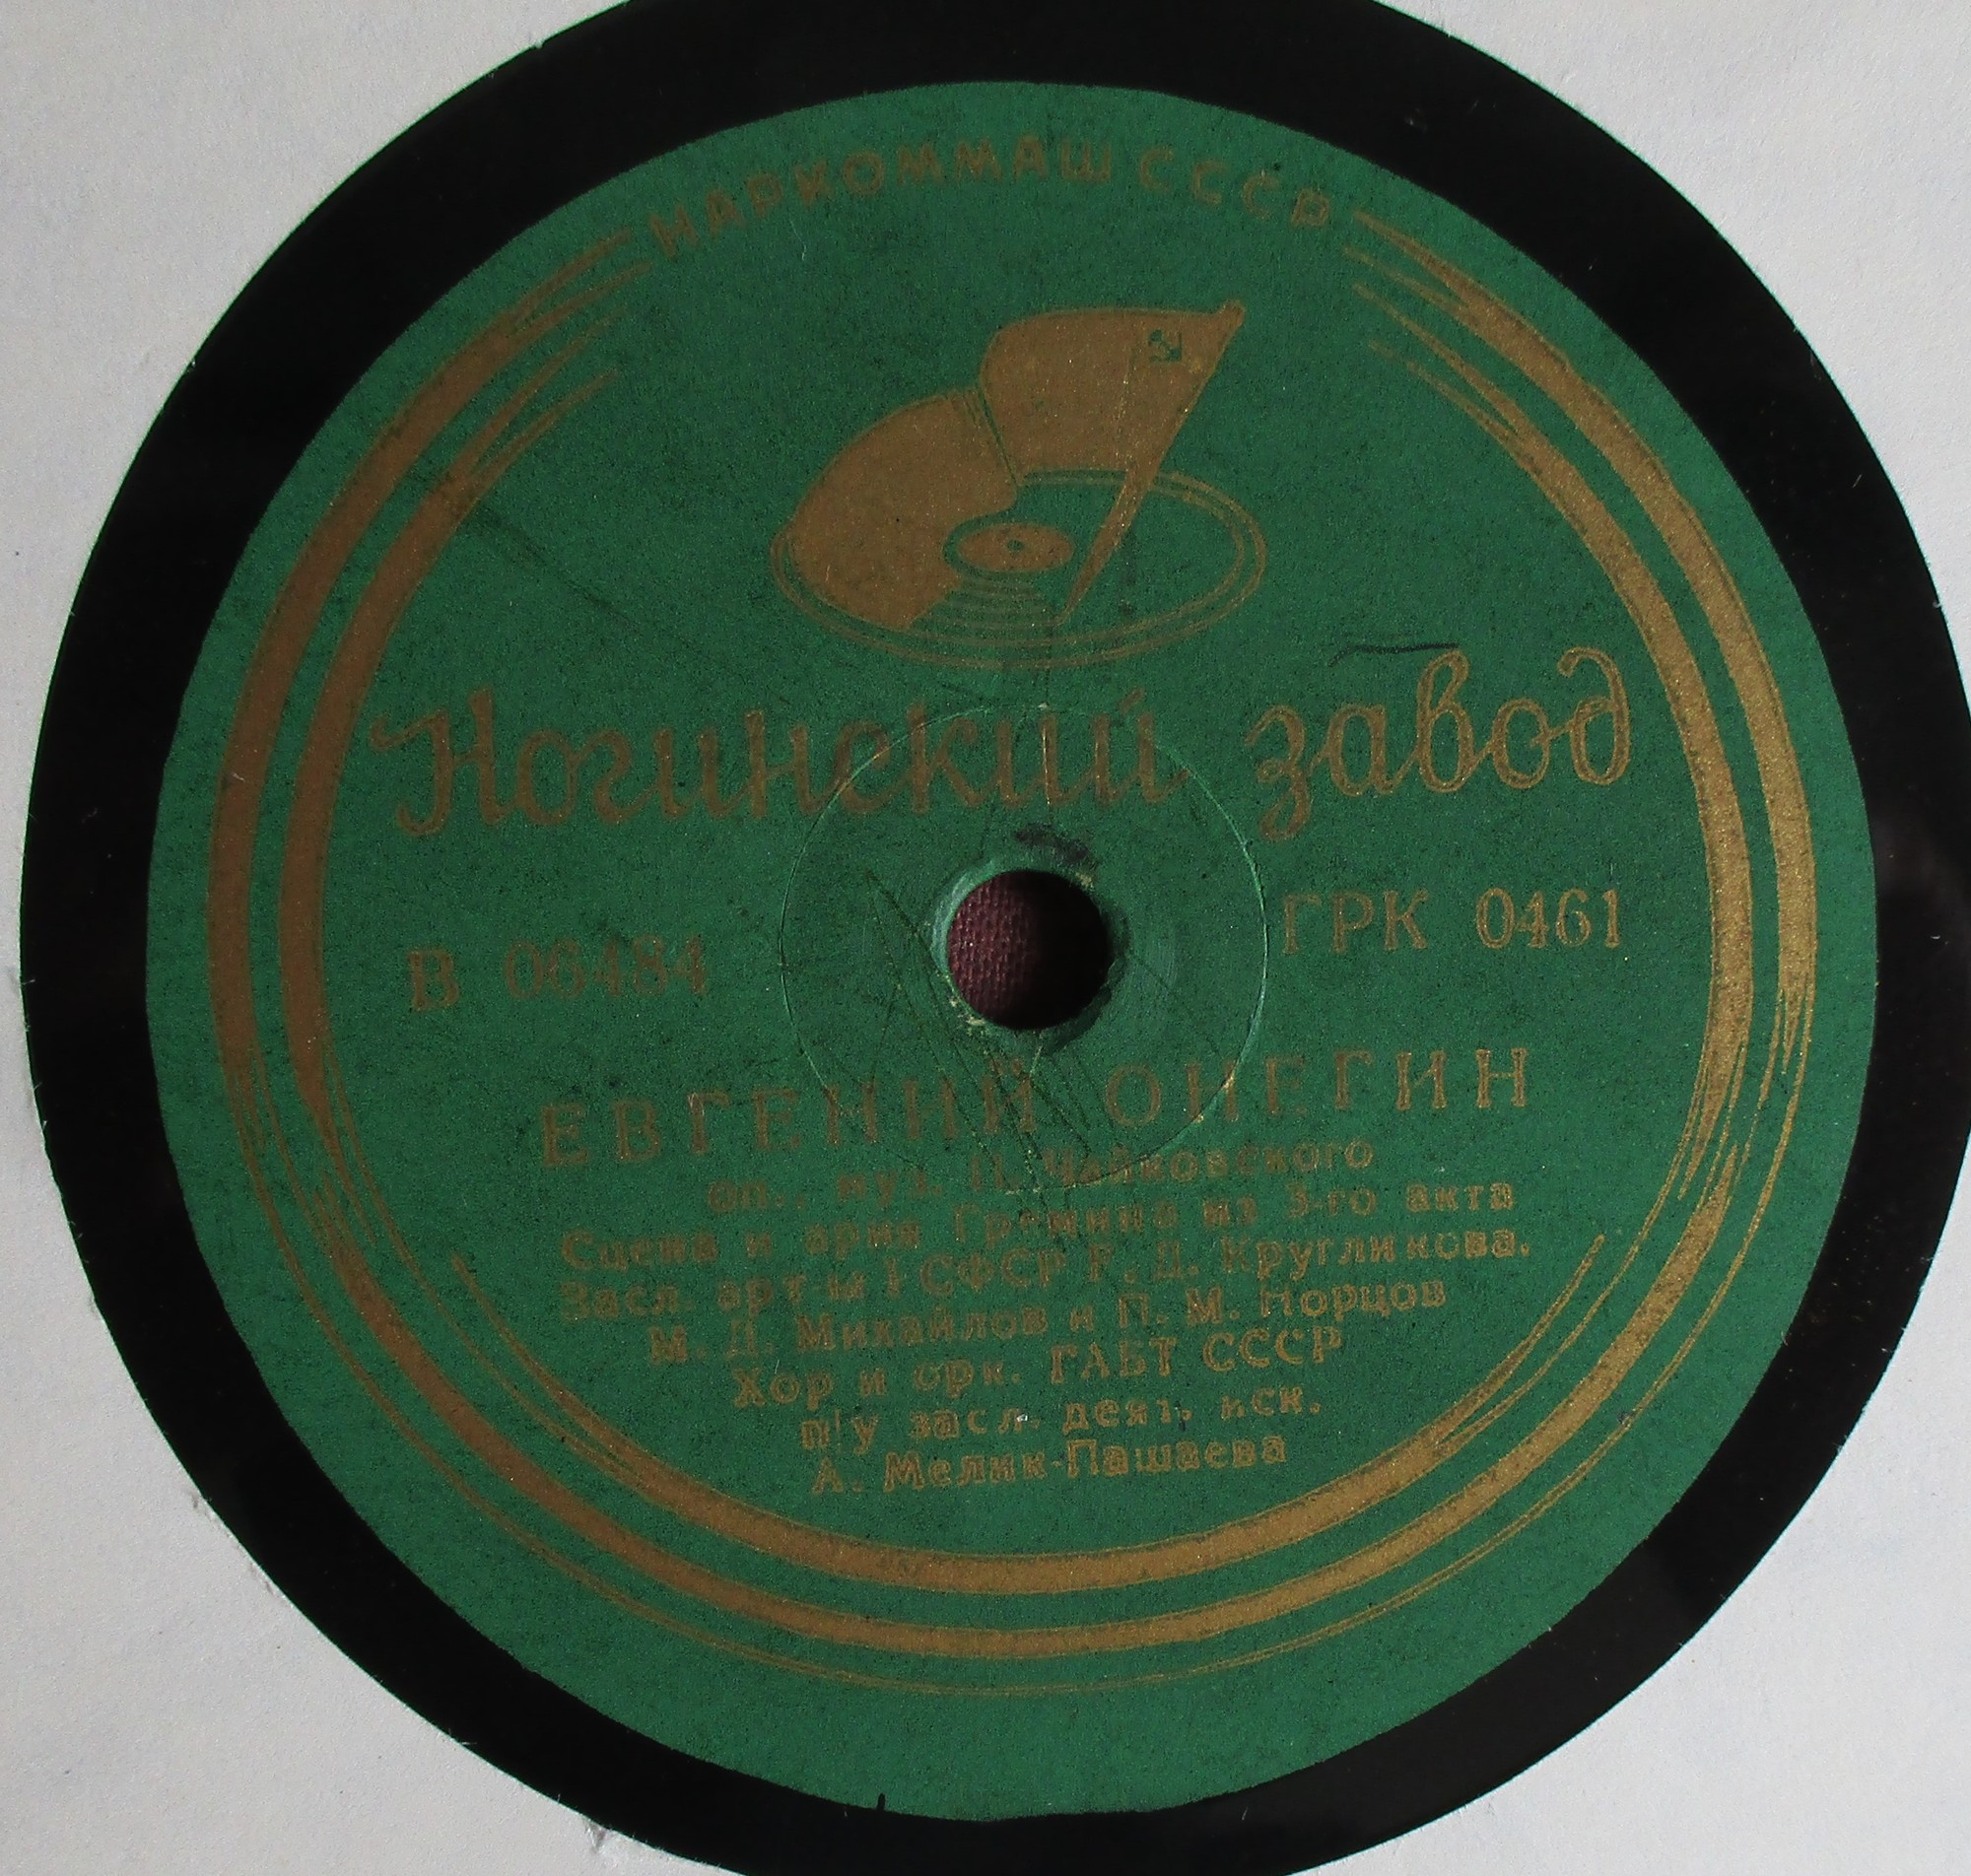 НАРКОММАШ СССР
Ногинский завод
В 06484 ГРК 0461
ЕВГЕНИЙ ОНЕГИН
оп., муз. П. Чайковского
Сцена и ария Гремина из 3-го акта
Засл. арт-ы РСФСР Е. Д. Кругликова,
М. Д. Михайлов и П. М. Норцов
Хор и орк. ГАБТ СССР
п/у засл. деят. иск.
А. Мелик-Пашаева